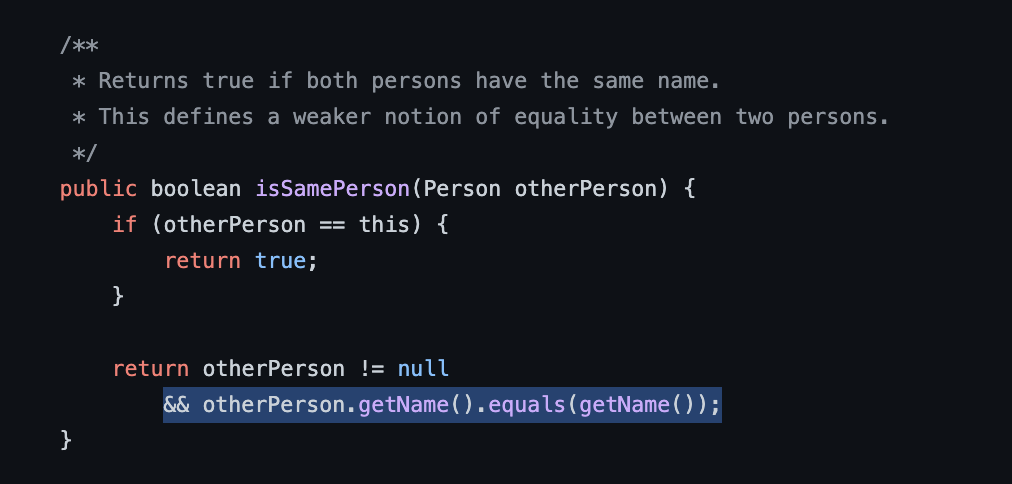 /**
 * Returns true if both persons have the same name.
 * This defines a weaker notion of equality between two persons.
 */
public boolean isSamePerson(Person otherPerson) {
    if (otherPerson == this) {
        return true;
    }

    return otherPerson != null
        && otherPerson.getName().equals(getName());
}